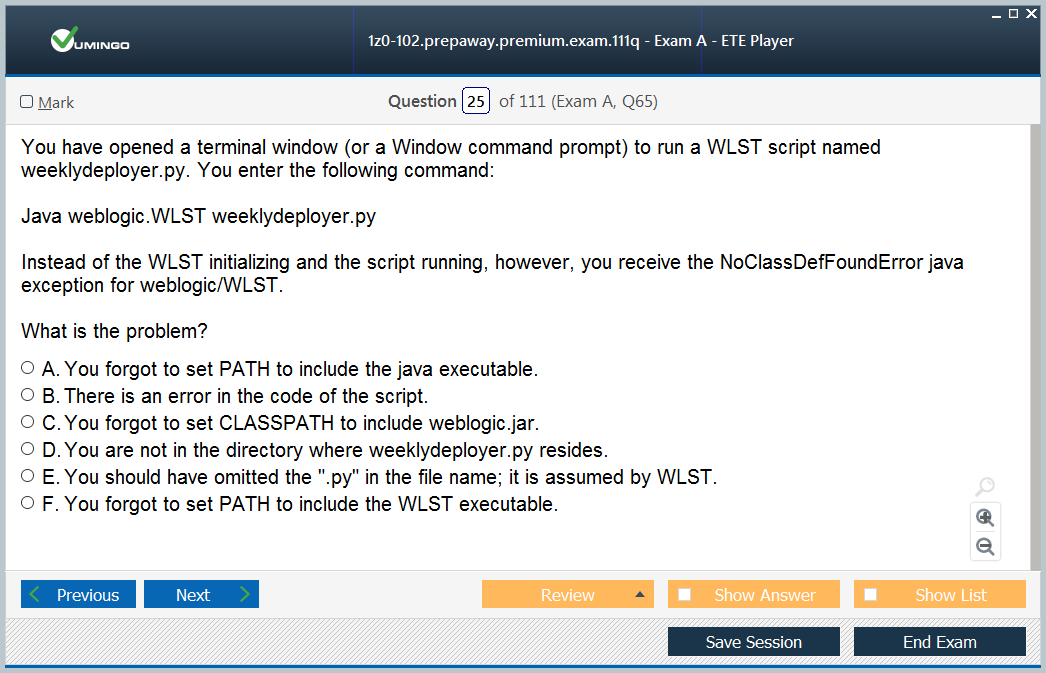 VUMINGO
1z0-102.prepaway.premium.exam.111q - Exam A - ETE Player
Mark
Question 25 of 111 (Exam A, Q65)
You have opened a terminal window (or a Window command prompt) to run a WLST script named
weeklydeployer.py. You enter the following command:
Java weblogic.WLST weeklydeployer.py
Instead of the WLST initializing and the script running, however, you receive the NoClassDefFoundError java
exception for weblogic/WLST.
What is the problem?
A. You forgot to set PATH to include the java executable.
B. There is an error in the code of the script.
C. You forgot to set CLASSPATH to include weblogic.jar.
D. You are not in the directory where weeklydeployer.py resides.
E. You should have omitted the ".py" in the file name; it is assumed by WLST.
F. You forgot to set PATH to include the WLST executable.
Previous
Next
Review
Show Answer
Show List
Save Session
End Exam